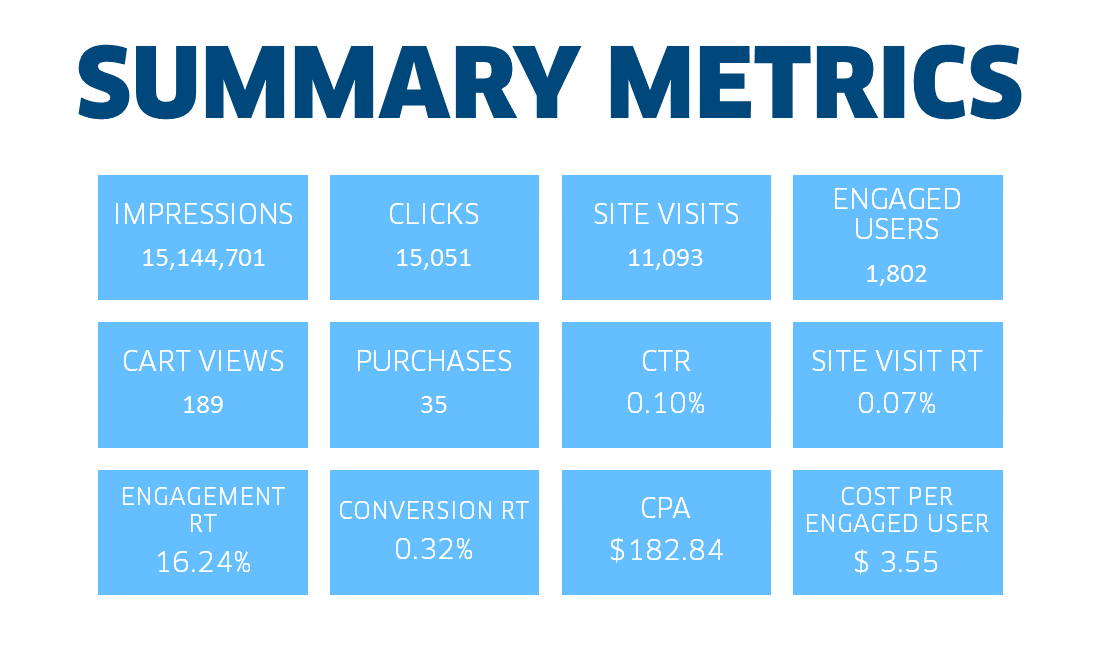 SUMMARY METRICS
IMPRESSIONS
15,144,701
CLICKS
15,051
SITE VISITS
11,093
ENGAGED
USERS
1,802
CART VIEWS
189
PURCHASES
35
CTR
0.10%
SITE VISIT RT
0.07%
ENGAGEMENT
RT
16.24%
CONVERSION RT
0.32%
CPA
$182.84
COST PER
ENGAGED USER
$ 3.55